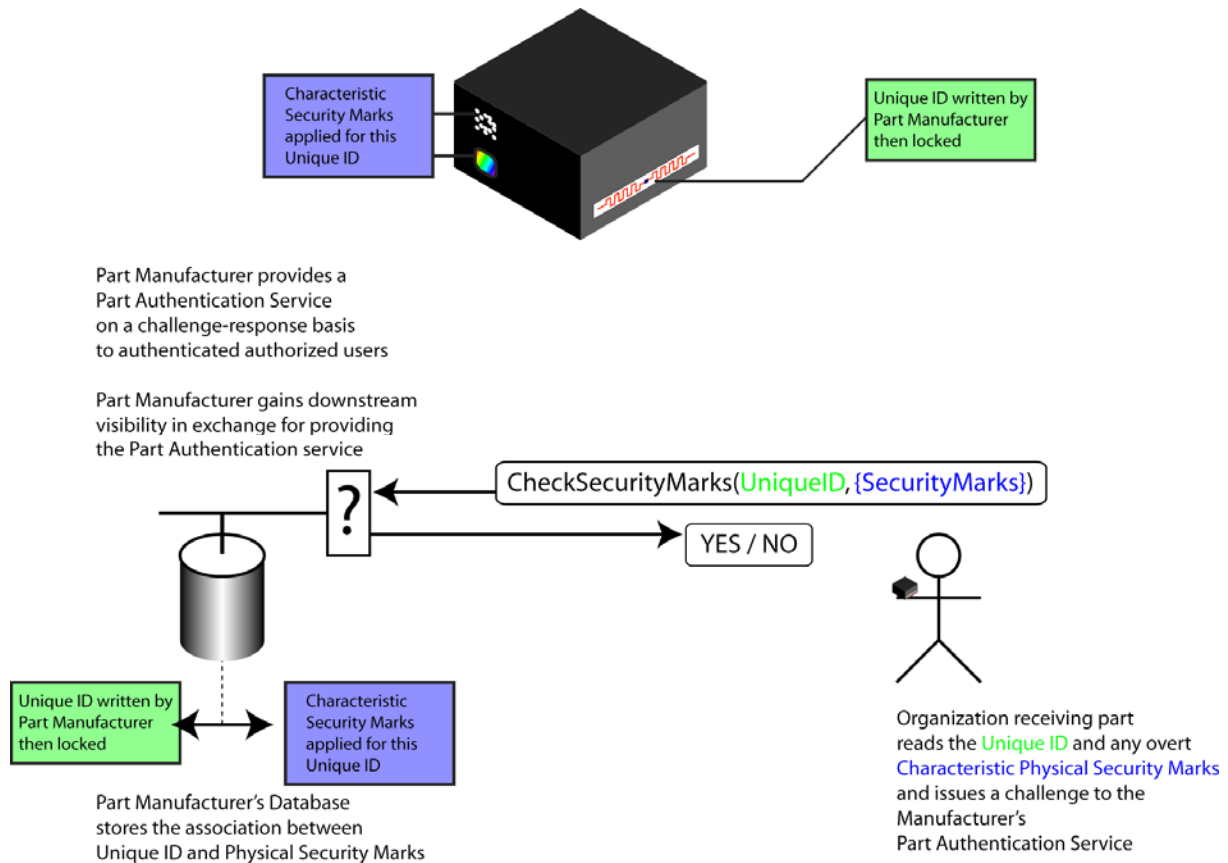 Characteristic
Security Marks
applied for this
Unique ID
Unique ID written by
Part Manufacturer
then locked
Part Manufacturer provides a
Part Authentication Service
on a challenge-response basis
to authenticated authorized users
Part Manufacturer gains downstream
visibility in exchange for providing
the Part Authentication service
?
CheckSecurityMarks(UniqueID, {SecurityMarks})
YES / NO
Unique ID written by
Part Manufacturer
then locked
Characteristic
Security Marks
applied for this
Unique ID
Part Manufacturer's Database
stores the association between
Unique ID and Physical Security Marks
Organization receiving part
reads the Unique ID and any overt
Characteristic Physical Security Marks
and issues a challenge to the
Manufacturer's
Part Authentication Service